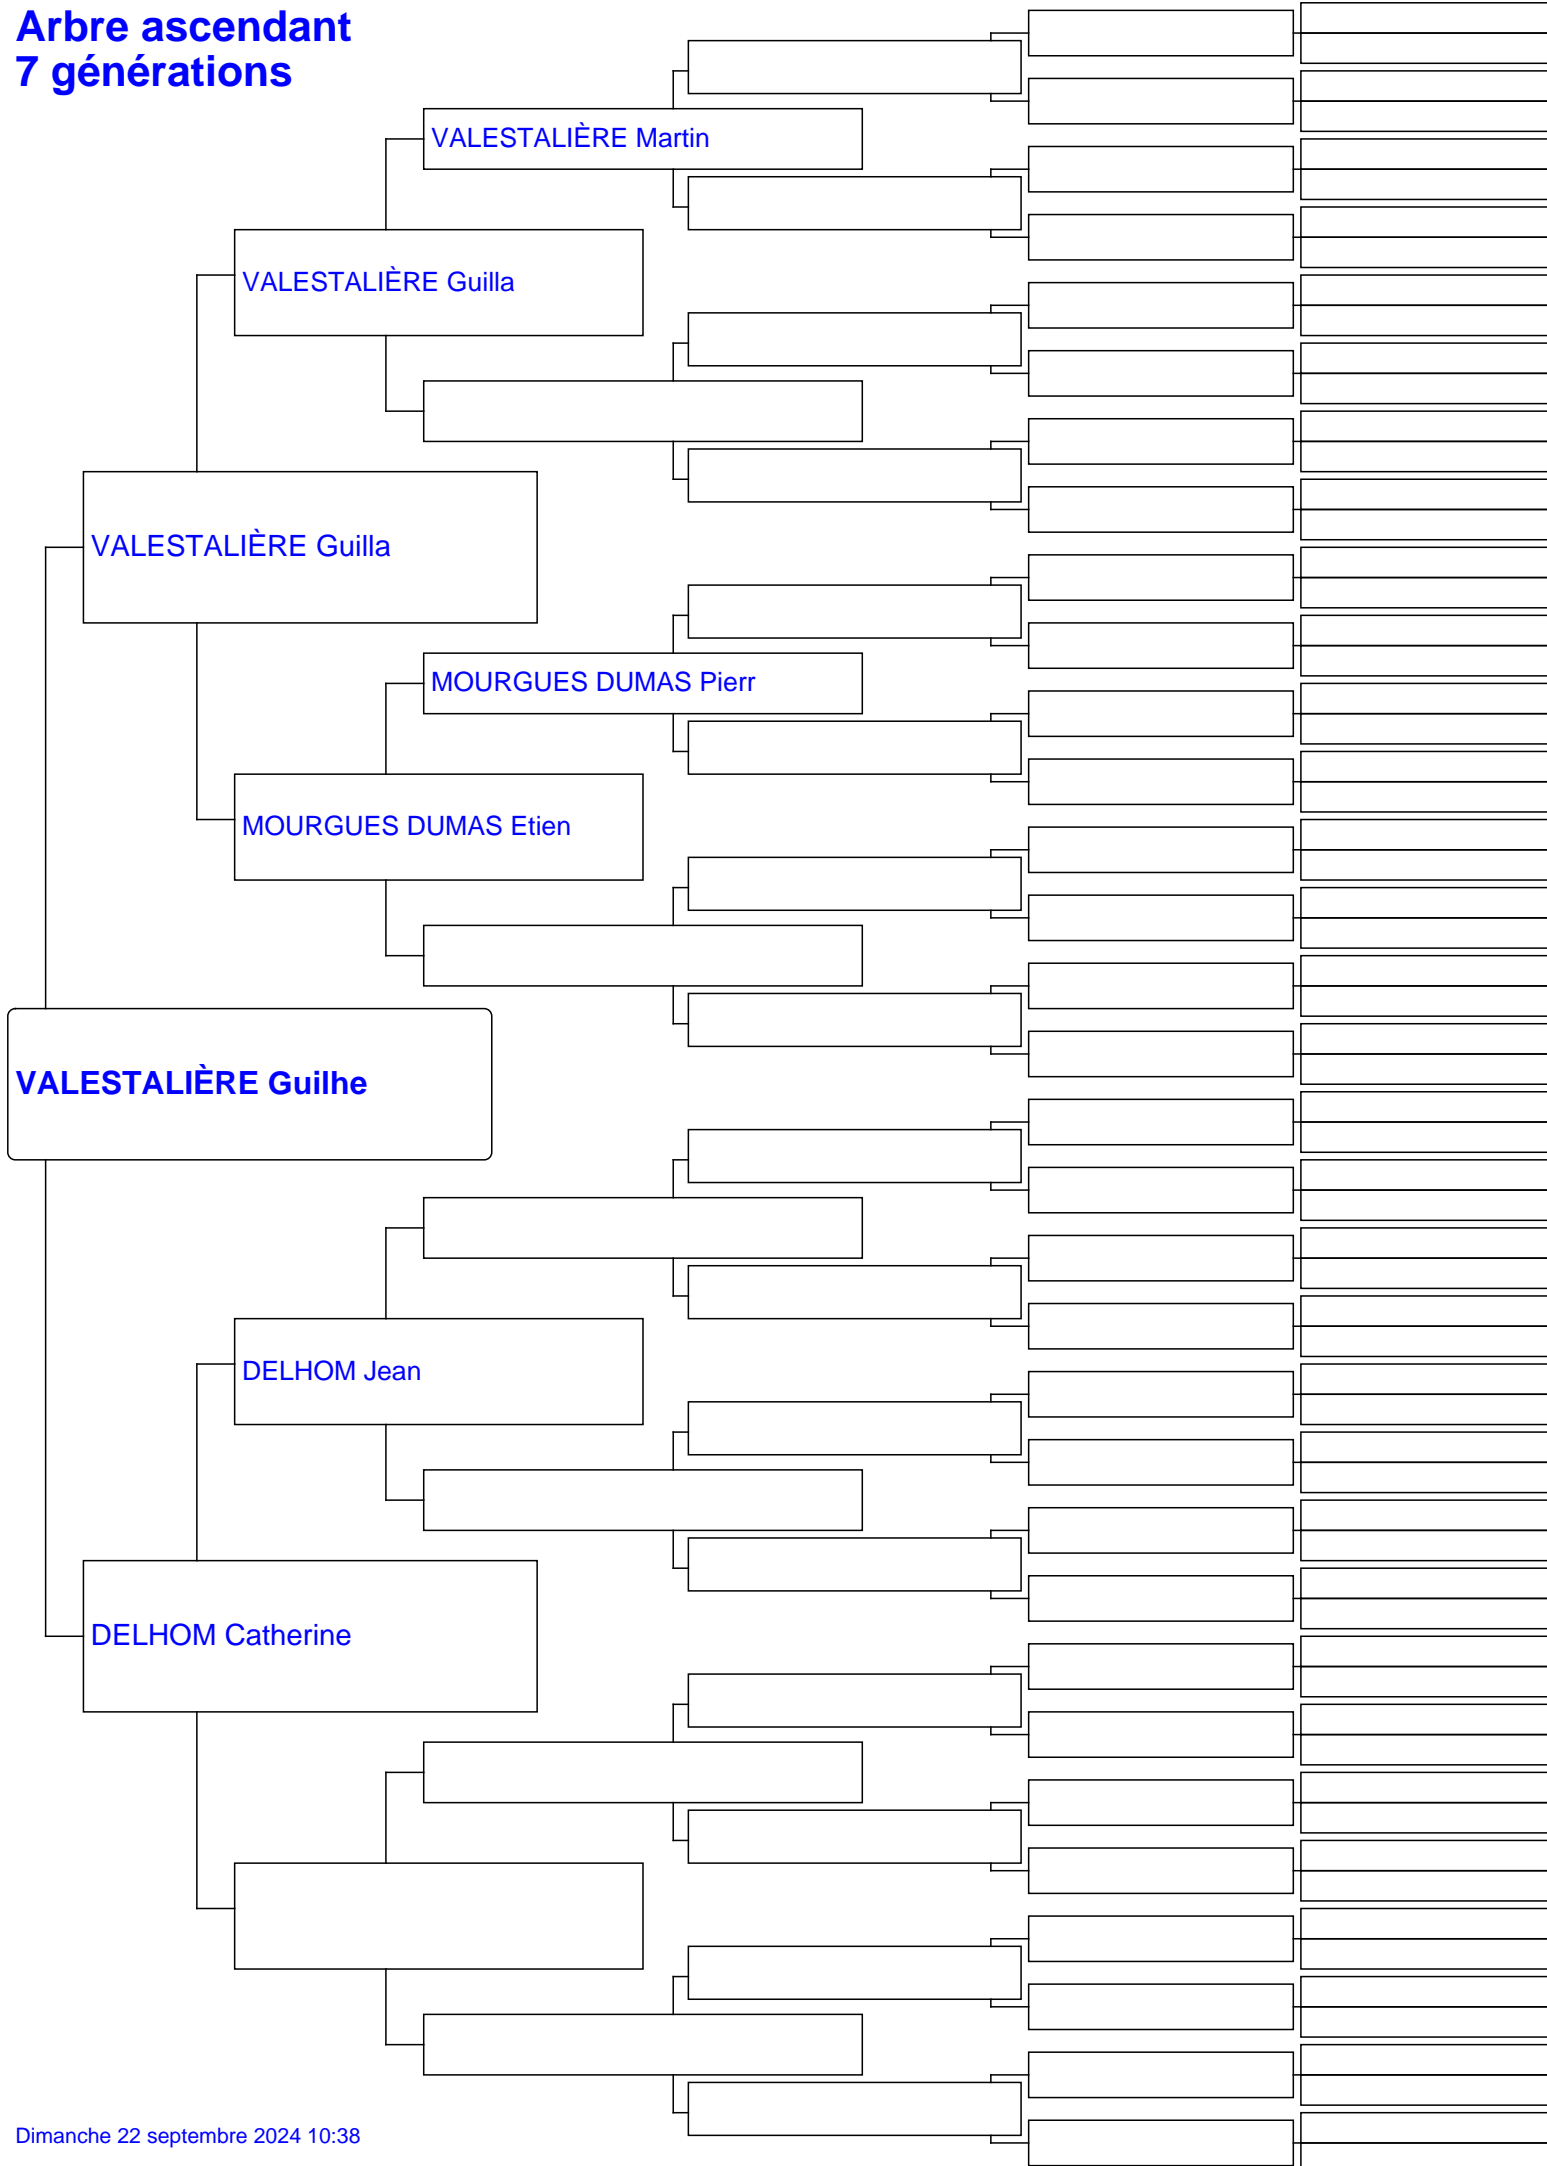 Arbre ascendant
7 générations
VALESTALIÈRE Martin
VALESTALIÈRE Guilla
VALESTALIÈRE Guilla
MOURGUES DUMAS Pierr
MOURGUES DUMAS Etien
VALESTALIÈRE Guilhe
DELHOM Jean
DELHOM Catherine
Dimanche 22 septembre 2024 10:38